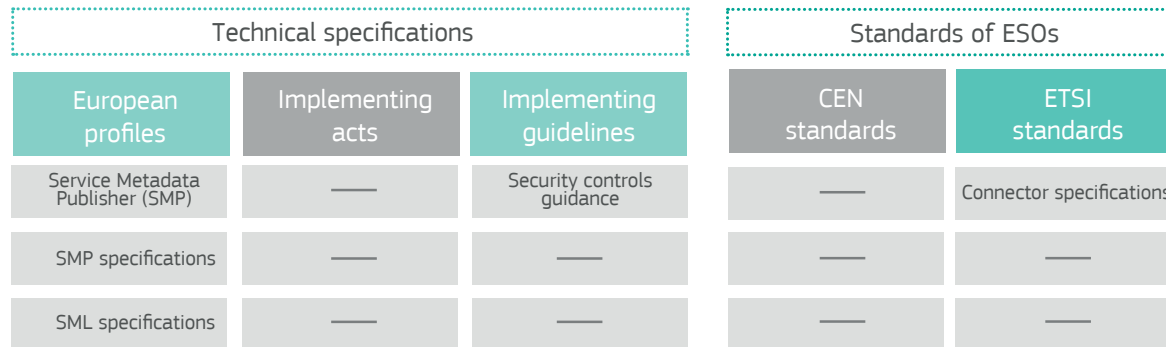 Technical specifications
Standards of ESOs
European
profiles
Implementing
acts
Implementing
guidelines
CEN
standards
ETSI
standards
Service Metadata
Publisher (SMP)
—
Security controls
guidance
—
Connector specifications
SMP specifications
—
—
—
—
SML specifications
—
—
—
—